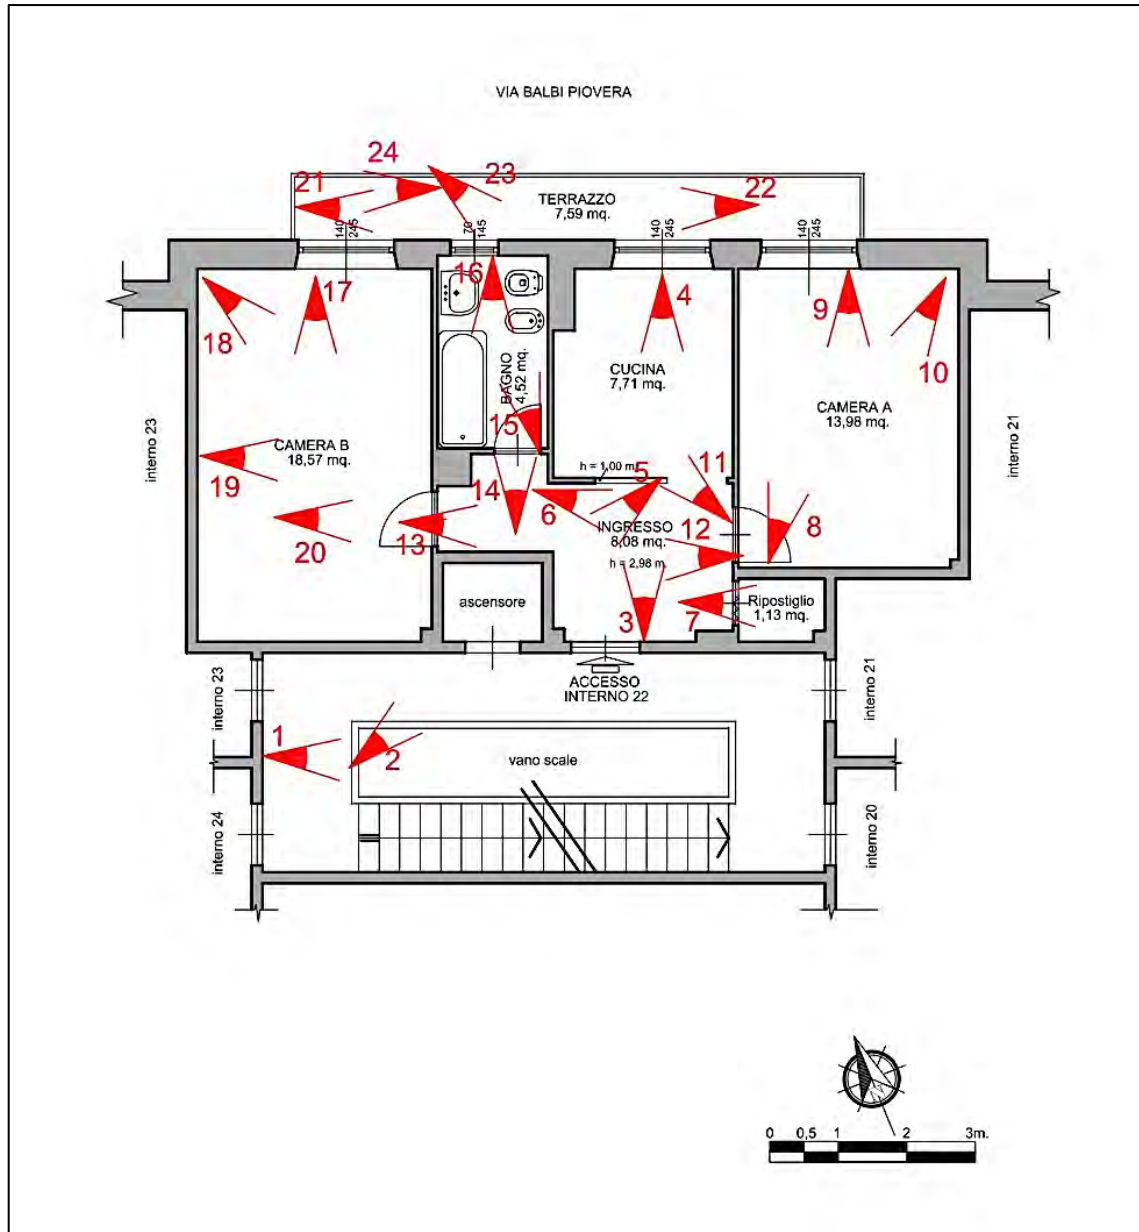 VIA BALBI PIOVERA
24
23
21
22
TERRAZZO
7,59 mq.
140
245
70
145
140
245
140
245
16
17
4
9
18
10
BAGNO
4,52 mq.
CUCINA
7,71 mq.
CAMERA A
13,98 mq.
interno 23
interno 21
CAMERA B
18,57 mq.
15
h = 1,00 m.
5
11
19
14
6
INGRESSO
8,08 mq.
h = 2,98 m.
12
8
20
13
ascensore
3
7
Ripostiglio
1,13 mq.
ACCESSO
INTERNO 22
interno 23
interno 21
1
2
vano scale
interno 24
interno 20
0 0,5 1 2 3m.